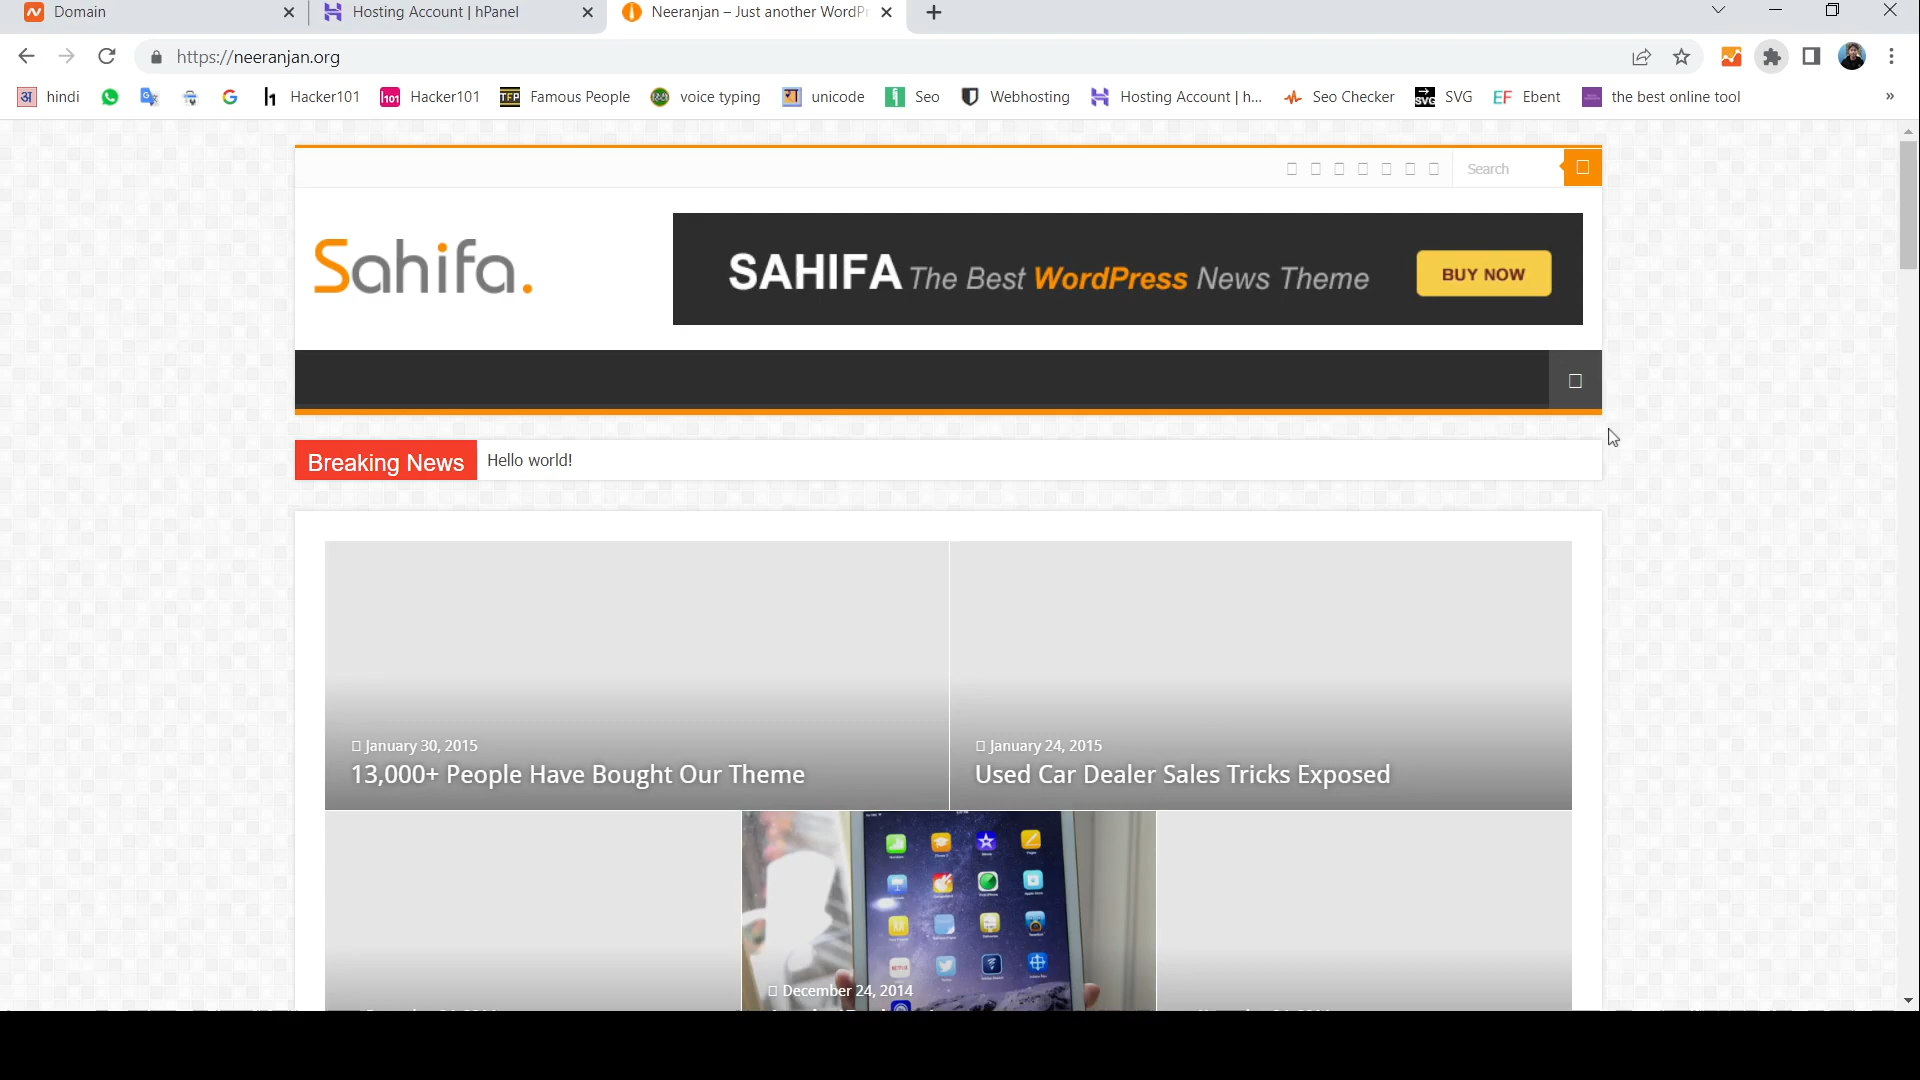 Domain
Hosting Account | hPanel
Neeranjan – Just another WordPr
https://neeranjan.org
hindi
Hacker101
Hacker101
Famous People
voice typing
unicode
Seo
Webhosting
Hosting Account | h...
Seo Checker
SVG
Ebent
the best online tool
»
Search
Sahifa.
SAHIFA The Best WordPress News Theme
BUY NOW
Breaking News
Hello world!
January 30, 2015
13,000+ People Have Bought Our Theme
January 24, 2015
Used Car Dealer Sales Tricks Exposed
December 24, 2014